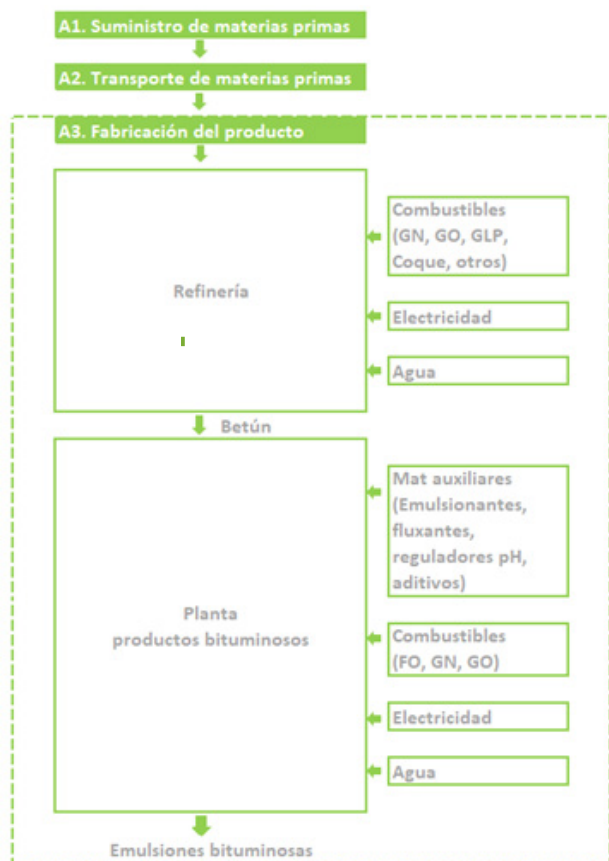 A1. Suministro de materias primas
A2. Transporte de materias primas
A3. Fabricación del producto
Refinería
Combustibles
(GN, GO, GLP,
Coque, otros)
Electricidad
Agua
Betún
Planta
productos bituminosos
Mat auxiliares
(Emulsionantes,
fluxantes,
reguladores pH,
aditivos)
Combustibles
(FO, GN, GO)
Electricidad
Agua
Emulsiones bituminosas